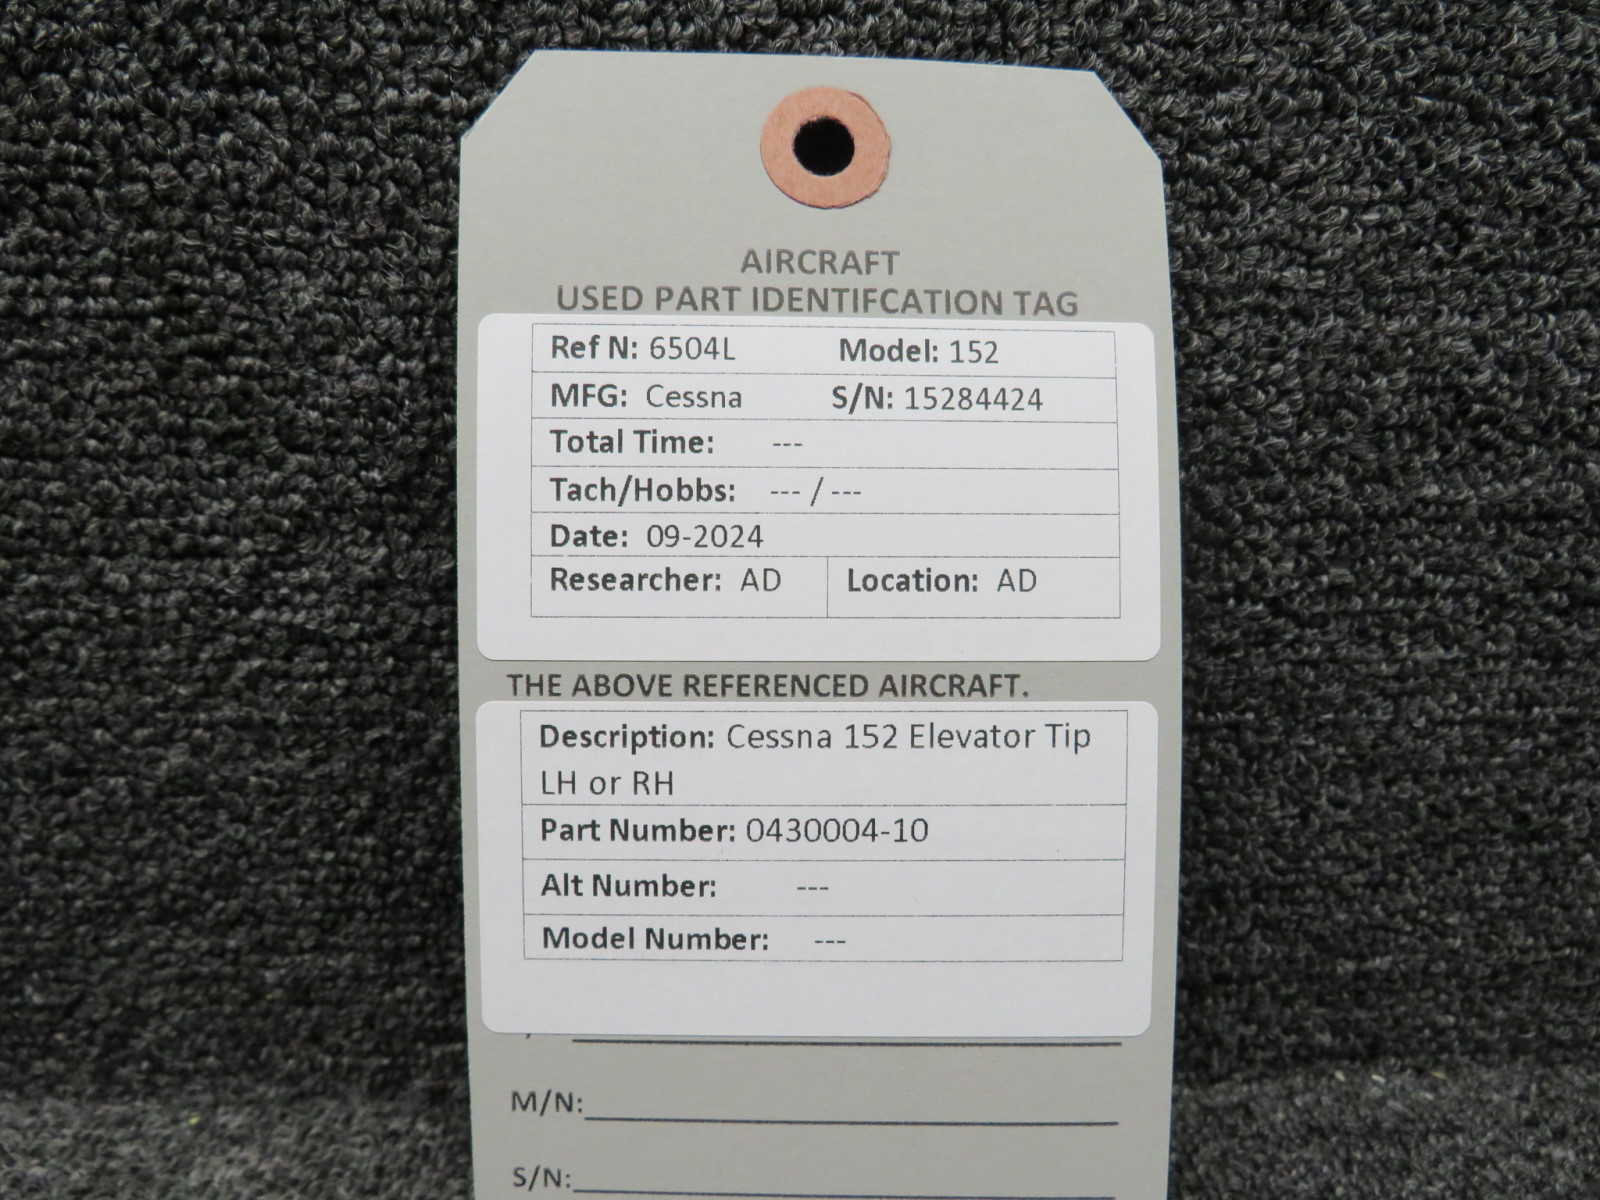 AIRCRAFT
USED PART IDENTIFCATION TAG
Ref N: 6504L Model: 152
MFG: Cessna S/N: 15284424
Total Time: ---
Tach/Hobbs: --- / ---
Date: 09-2024
Researcher: AD Location: AD
THE ABOVE REFERENCED AIRCRAFT.
Description: Cessna 152 Elevator Tip
LH or RH
Part Number: 0430004-10
Alt Number: ---
Model Number: ---
M/N:
S/N: